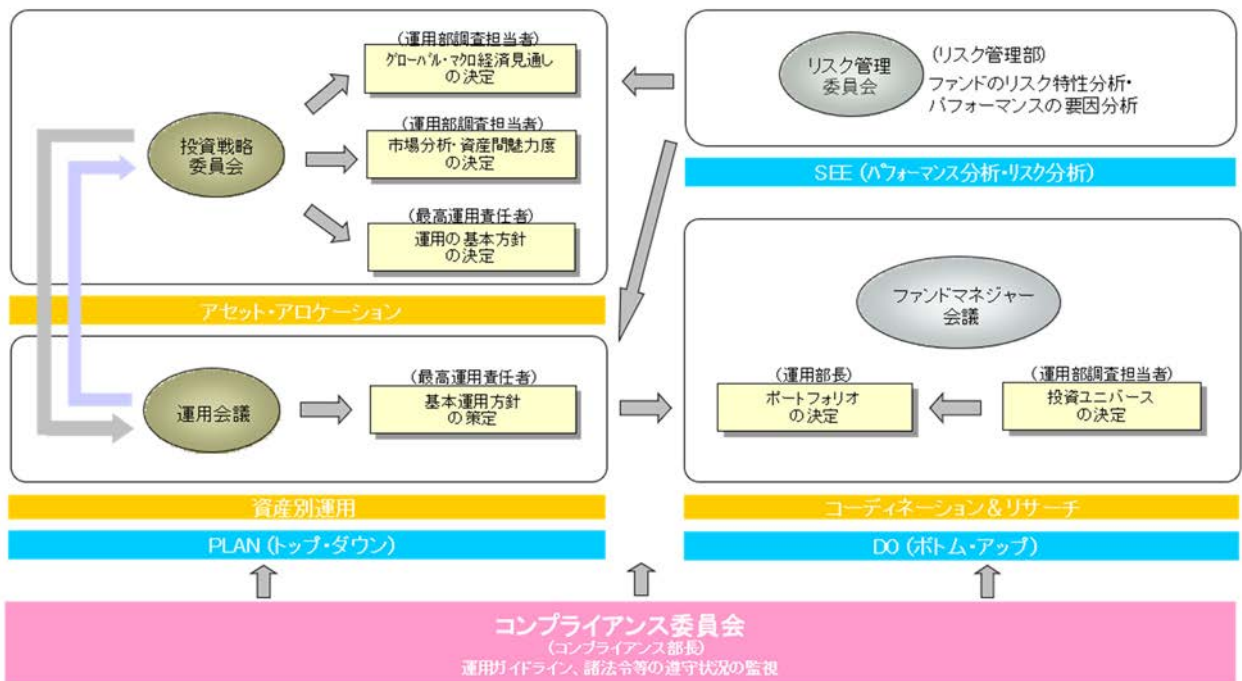 (運用部調査担当者)
グローバル・マクロ経済見通し
の決定
投資戦略
委員会
(運用部調査担当者)
市場分析・資産間魅力度
の決定
(最高運用責任者)
運用の基本方針
の決定
アセット・アロケーション
運用会議
(最高運用責任者)
基本運用方針
の策定
資産別運用
PLAN (トップ・ダウン)
リスク管理
委員会
(リスク管理部)
ファンドのリスク特性分析・
パフォーマンスの要因分析
SEE (パフォーマンス分析・リスク分析)
ファンドマネジャー
会議
(運用部長)
ポートフォリオ
の決定
(運用部調査担当者)
投資ユニバース
の決定
コーディネーション&リサーチ
DO (ボトム・アップ)
コンプライアンス委員会
(コンプライアンス部長)
運用ガイドライン、諸法令等の遵守状況の監視